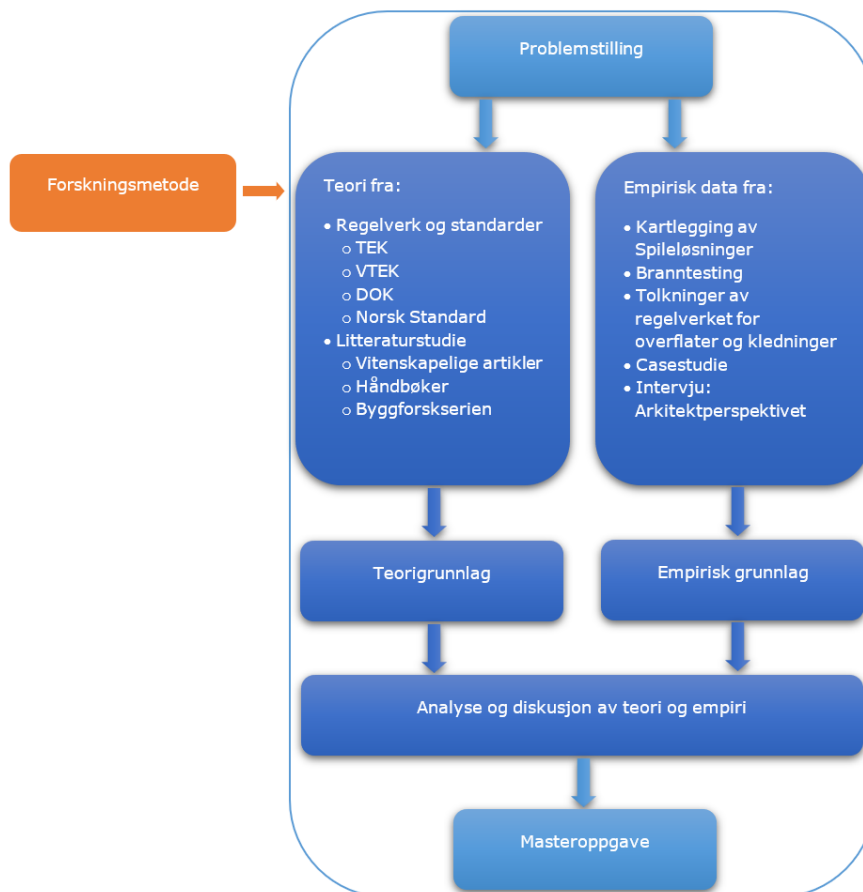 Problemstilling
Forskningsmetode
Teori fra:
• Regelverk og standarder
o TEK
o VTEK
o DOK
o Norsk Standard
• Litteraturstudie
o Vitenskapelige artikler
o Håndbøker
o Byggforskserien
Empirisk data fra:
• Kartlegging av
Spileløsninger
• Branntesting
• Tolkninger av
regelverket for
overflater og kledninger
• Casestudie
• Intervju:
Arkitektperspektivet
Teorigrunnlag
Empirisk grunnlag
Analyse og diskusjon av teori og empiri
Masteroppgave